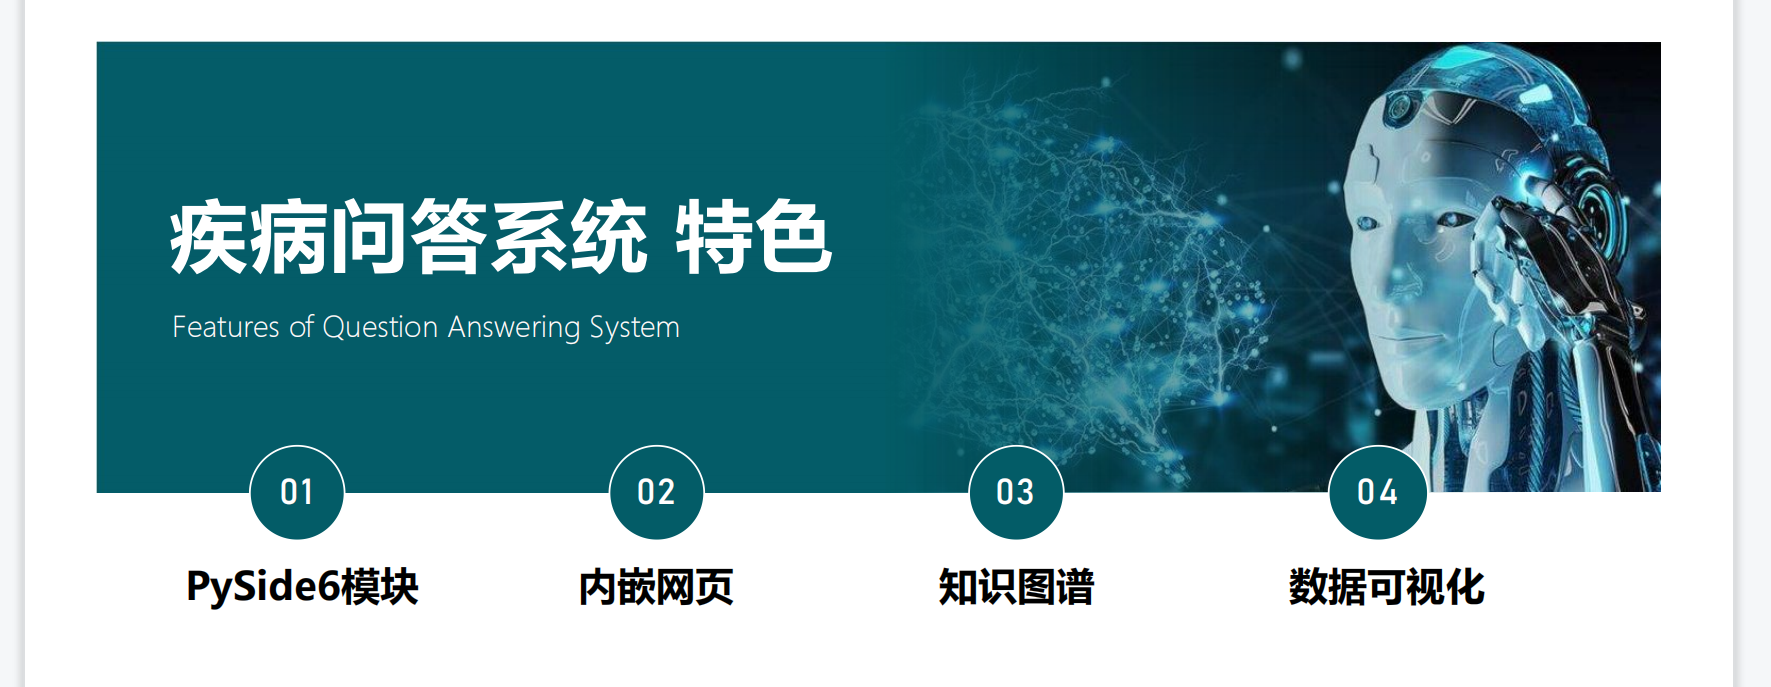 疾病问答系统 特色
Features of Question Answering System
01
02
03
04
PySide6模块
内嵌网页
知识图谱
数据可视化